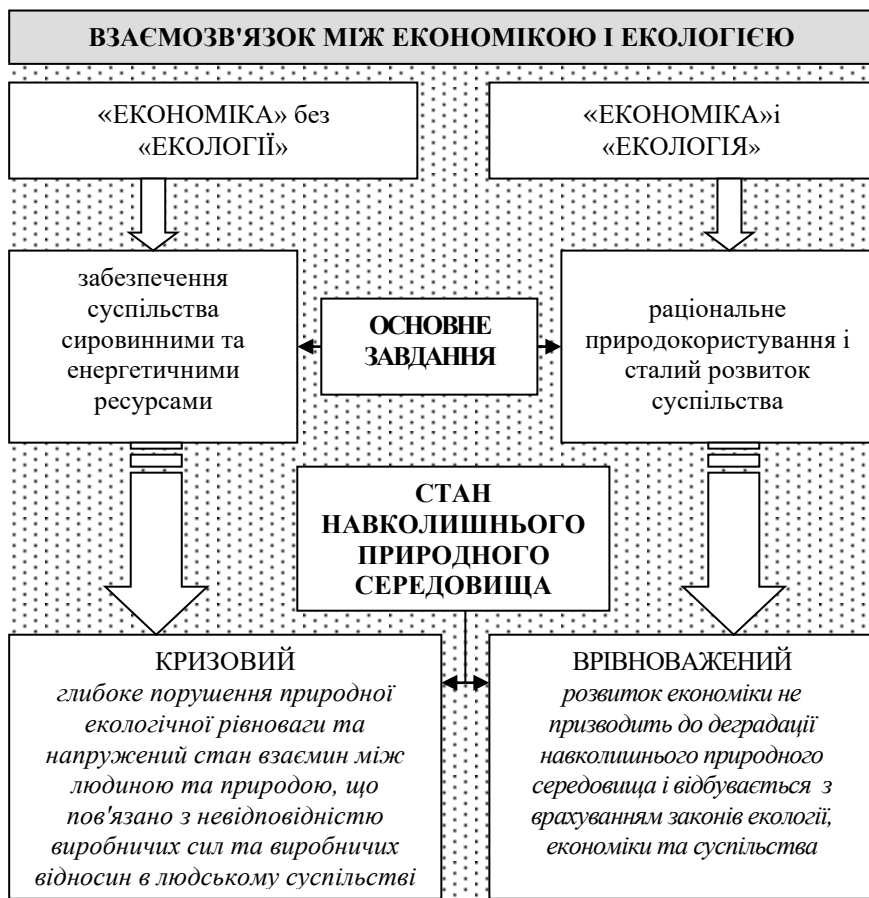 ВЗАЄМОЗВ'ЯЗОК МІЖ ЕКОНОМІКОЮ І ЕКОЛОГІЄЮ
«ЕКОНОМІКА» без
«ЕКОЛОГІЇ»
«ЕКОНОМІКА»і
«ЕКОЛОГІЯ»
забезпечення
суспільства
сировинними та
енергетичними
ресурсами
ОСНОВНЕ
ЗАВДАННЯ
раціональне
природокористування і
сталий розвиток
суспільства
СТАН
НАВКОЛИШНЬОГО
ПРИРОДНОГО
СЕРЕДОВИЩА
КРИЗОВИЙ
глибоке порушення природної
екологічної рівноваги та
напружений стан взаємин між
людиною та природою, що
пов'язано з невідповідністю
виробничих сил та виробничих
відносин в людському суспільстві
ВРІВНОВАЖЕНИЙ
розвиток економіки не
призводить до деградації
навколишнього природного
середовища і відбувається з
врахуванням законів екології,
економіки та суспільства